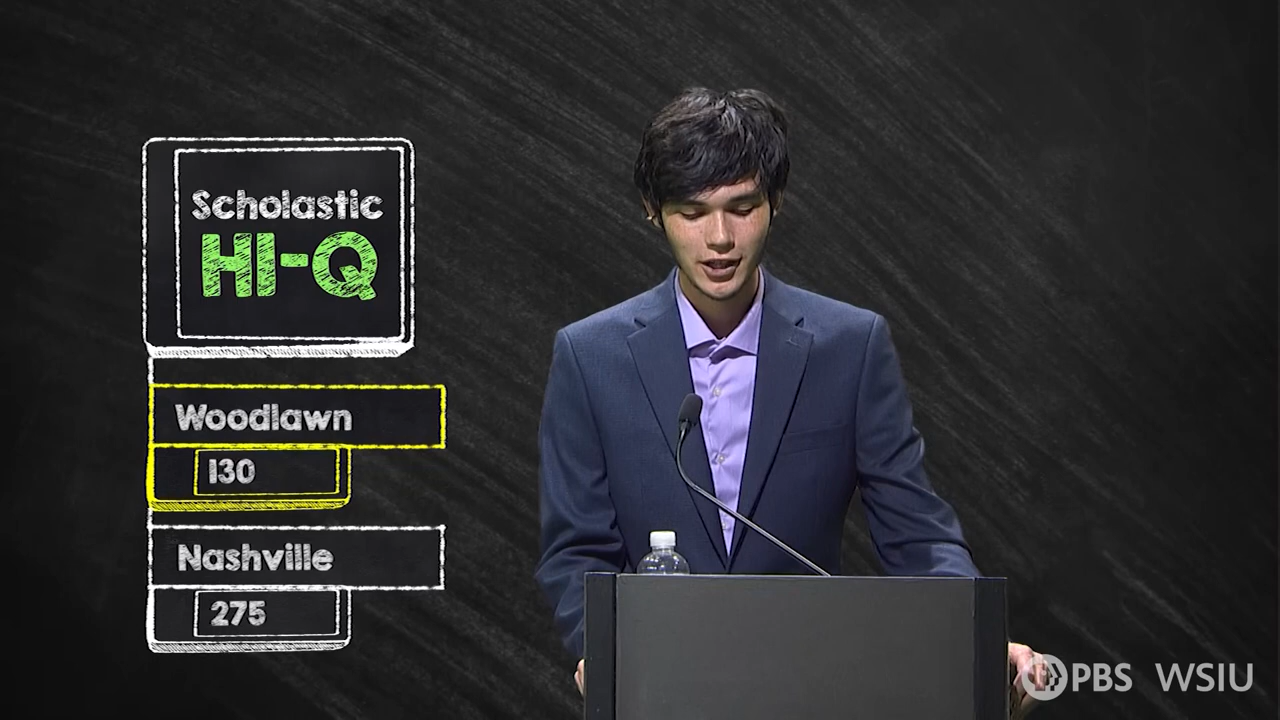 Scholastic
HI-Q
Woodlawn
130
Nashville
275
PBS WSIU